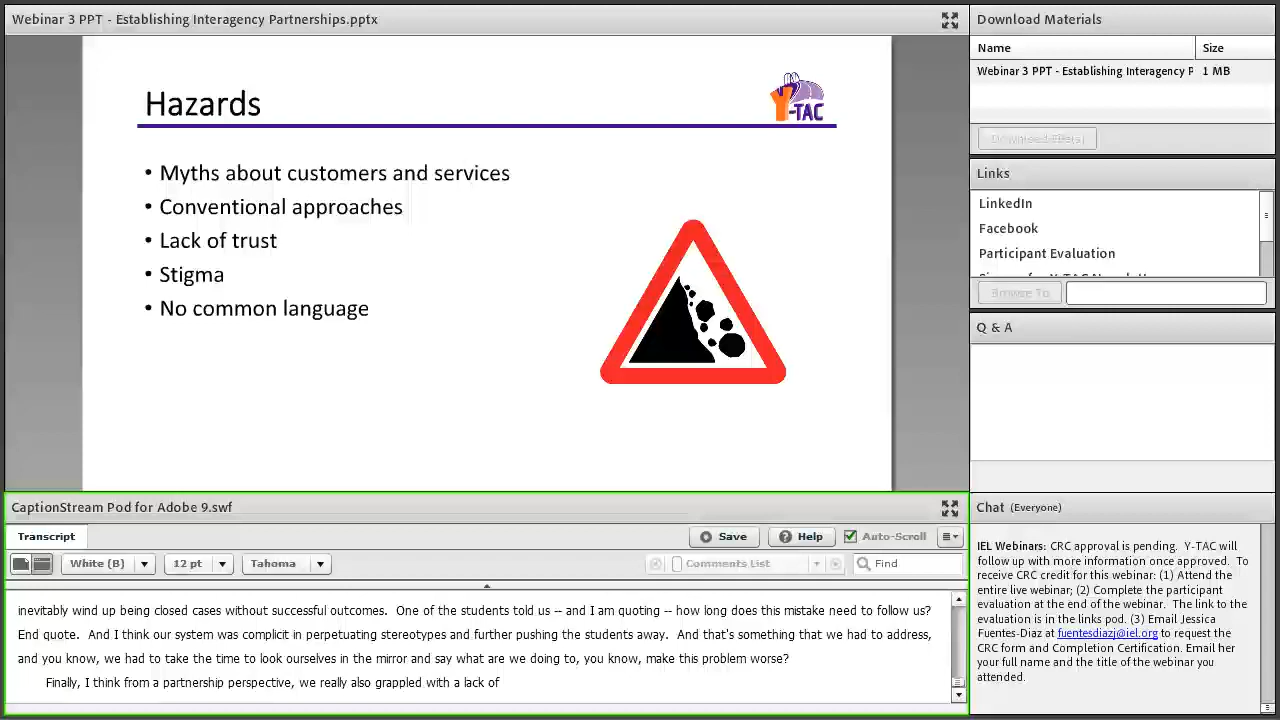 Webinar 3 PPT - Establishing Interagency Partnerships.pptx
Hazards
Y-TAC
• Myths about customers and services
• Conventional approaches
• Lack of trust
• Stigma
• No common language
CaptionStream Pod for Adobe 9.swf
Transcript
Save
Help
Auto-Scroll
White (B)
12 pt
Tahoma
Comments List
Find
inevitably wind up being closed cases without successful outcomes. One of the students told us -- and I am quoting -- how long does this mistake need to follow us?
End quote. And I think our system was complicit in perpetuating stereotypes and further pushing the students away. And that's something that we had to address,
and you know, we had to take the time to look ourselves in the mirror and say what are we doing to, you know, make this problem worse?
Finally, I think from a partnership perspective, we really also grappled with a lack of
Download Materials
Name Size
Webinar 3 PPT - Establishing Interagency P 1 MB
Download File(s)
Links
LinkedIn
Facebook
Participant Evaluation
Browse To
Q & A
Chat (Everyone)
IEL Webinars: CRC approval is pending. Y-TAC will
follow up with more information once approved. To
receive CRC credit for this webinar: (1) Attend the
entire live webinar; (2) Complete the participant
evaluation at the end of the webinar. The link to the
evaluation is in the links pod. (3) Email Jessica
Fuentes-Diaz at fuentesdiazj@iel.org to request the
CRC form and Completion Certification. Email her
your full name and the title of the webinar you
attended.